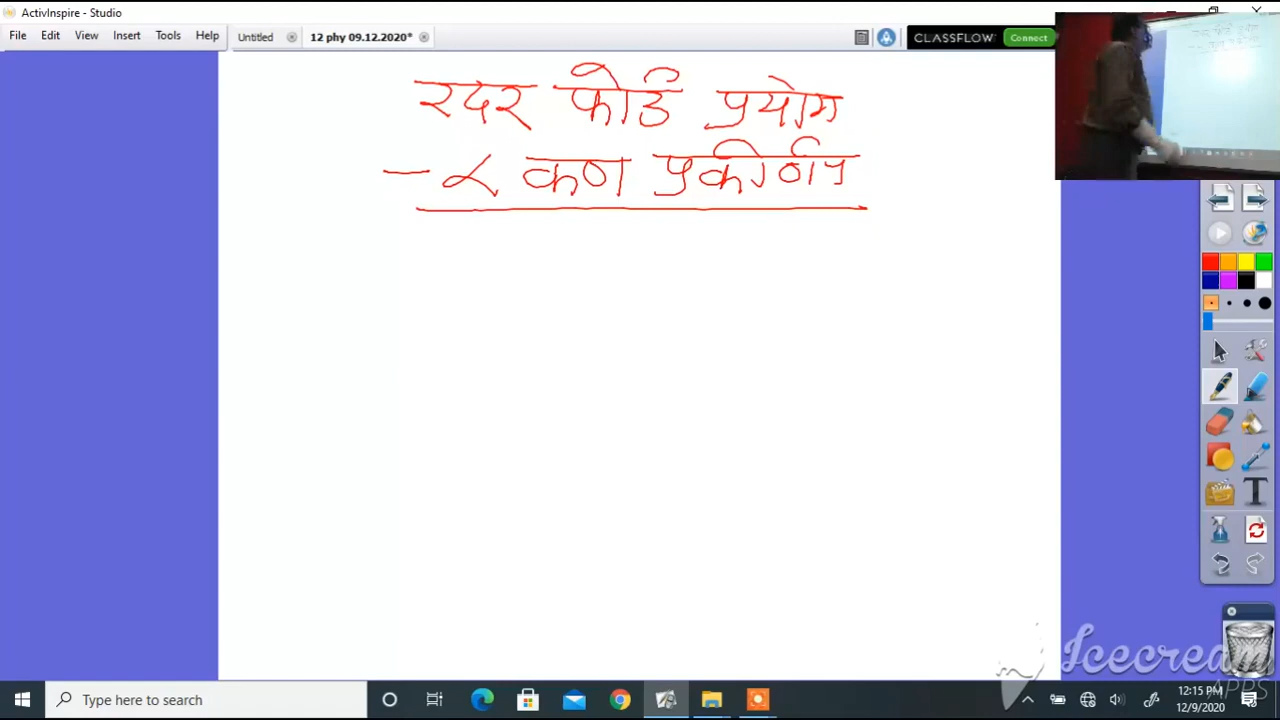 ActivInspire - Studio
File Edit View Insert Tools Help Untitled 12 phy 09.12.2020* CLASSFLOW Connect
रदर फोर्ड प्रयोग
- α कण प्रकीर्णन
T
Icecream
APPS
Type here to search
12:15 PM
12/9/2020